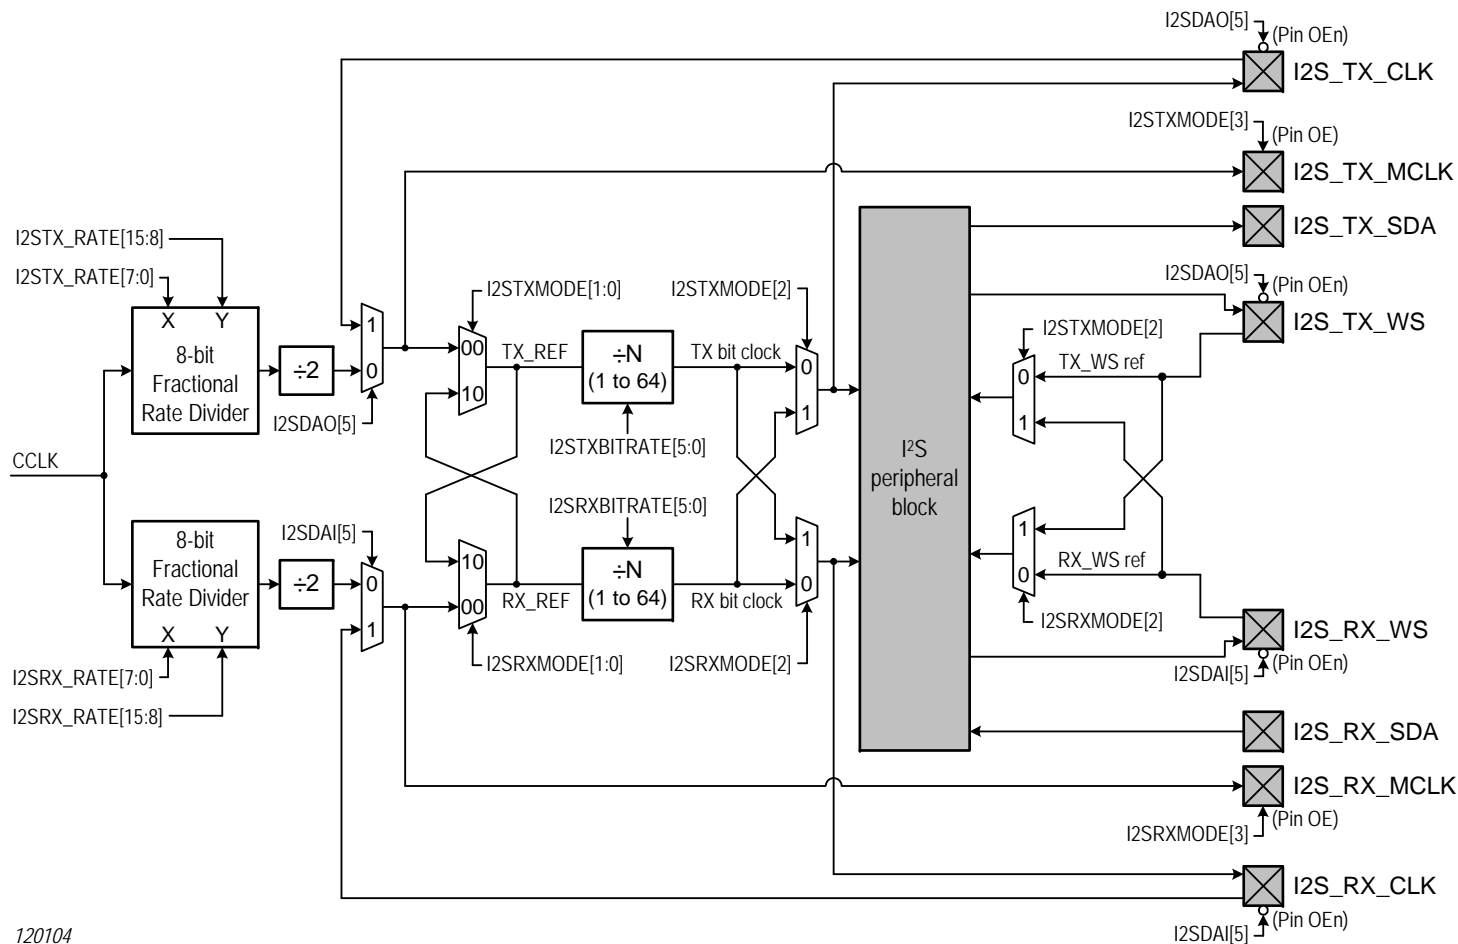 I2SDAO[5]
(Pin OEn)
I2S_TX_CLK
I2STXMODE[3]
(Pin OE)
I2S_TX_MCLK
I2STX_RATE[15:8]
I2S_TX_SDA
I2STX_RATE[7:0]
I2STXMODE[1:0]
I2STXMODE[2]
I2SDAO[5]
(Pin OEn)
I2S_TX_WS
X Y
8-bit
Fractional
Rate Divider
÷2
1
0
I2SDAO[5]
00
10
TX_REF
÷N
(1 to 64)
TX bit clock
0
1
I2STXMODE[2]
0
1
TX_WS ref
I2STXBITRATE[5:0]
CCLK
I2S
peripheral
block
I2SRXBITRATE[5:0]
8-bit
Fractional
Rate Divider
X Y
÷2
I2SDAI[5]
0
1
10
00
RX_REF
÷N
(1 to 64)
RX bit clock
1
0
1
0
RX_WS ref
I2SRXMODE[2]
I2S_RX_WS
(Pin OEn)
I2SDAI[5]
I2SRX_RATE[7:0]
I2SRXMODE[1:0]
I2SRXMODE[2]
I2SRX_RATE[15:8]
I2S_RX_SDA
I2S_RX_MCLK
(Pin OE)
I2SRXMODE[3]
I2S_RX_CLK
(Pin OEn)
I2SDAI[5]
120104